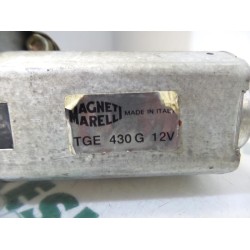 MAGNETI
MARELLI
MADE IN ITALY
TGE 430 G 12V